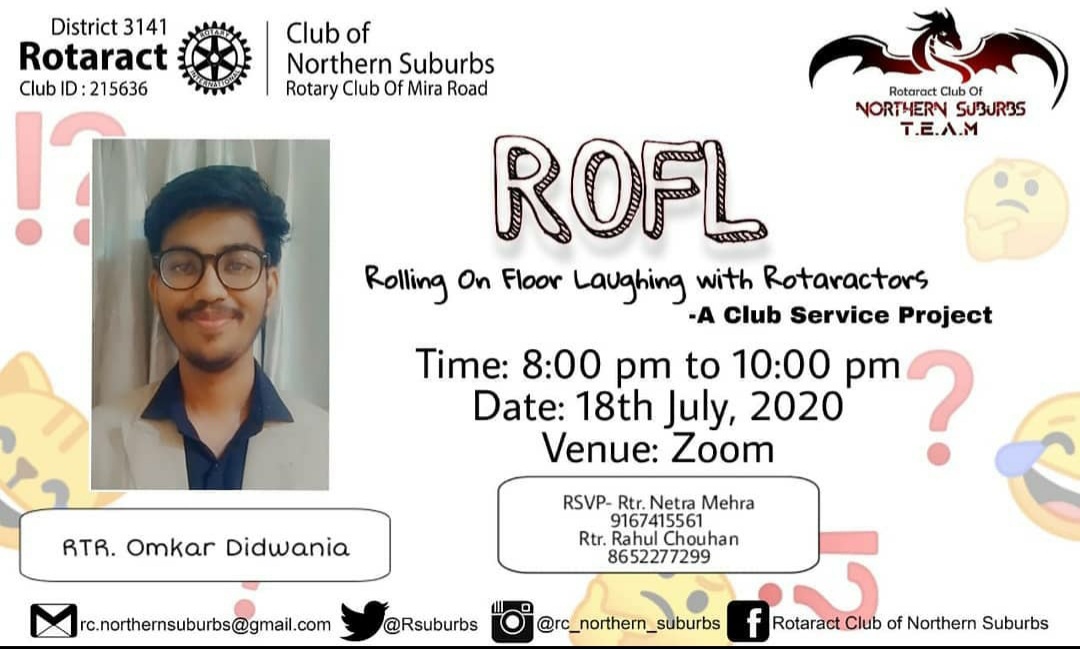 District 3141
Rotaract
Club ID : 215636
ROTARY
INTERNATIONAL
Club of
Northern Suburbs
Rotary Club Of Mira Road
Rotaract Club Of
NORTHERN SUBURBS
T.E.A.M
ROFL
Rolling On Floor Laughing with Rotaractors
-A Club Service Project
Time: 8:00 pm to 10:00 pm
Date: 18th July, 2020
Venue: Zoom
RSVP- Rtr. Netra Mehra
9167415561
Rtr. Rahul Chouhan
8652277299
RTR. Omkar Didwania
rc.northernsuburbs@gmail.com
@Rsuburbs
@rc_northern_suburbs
f
Rotaract Club of Northern Suburbs